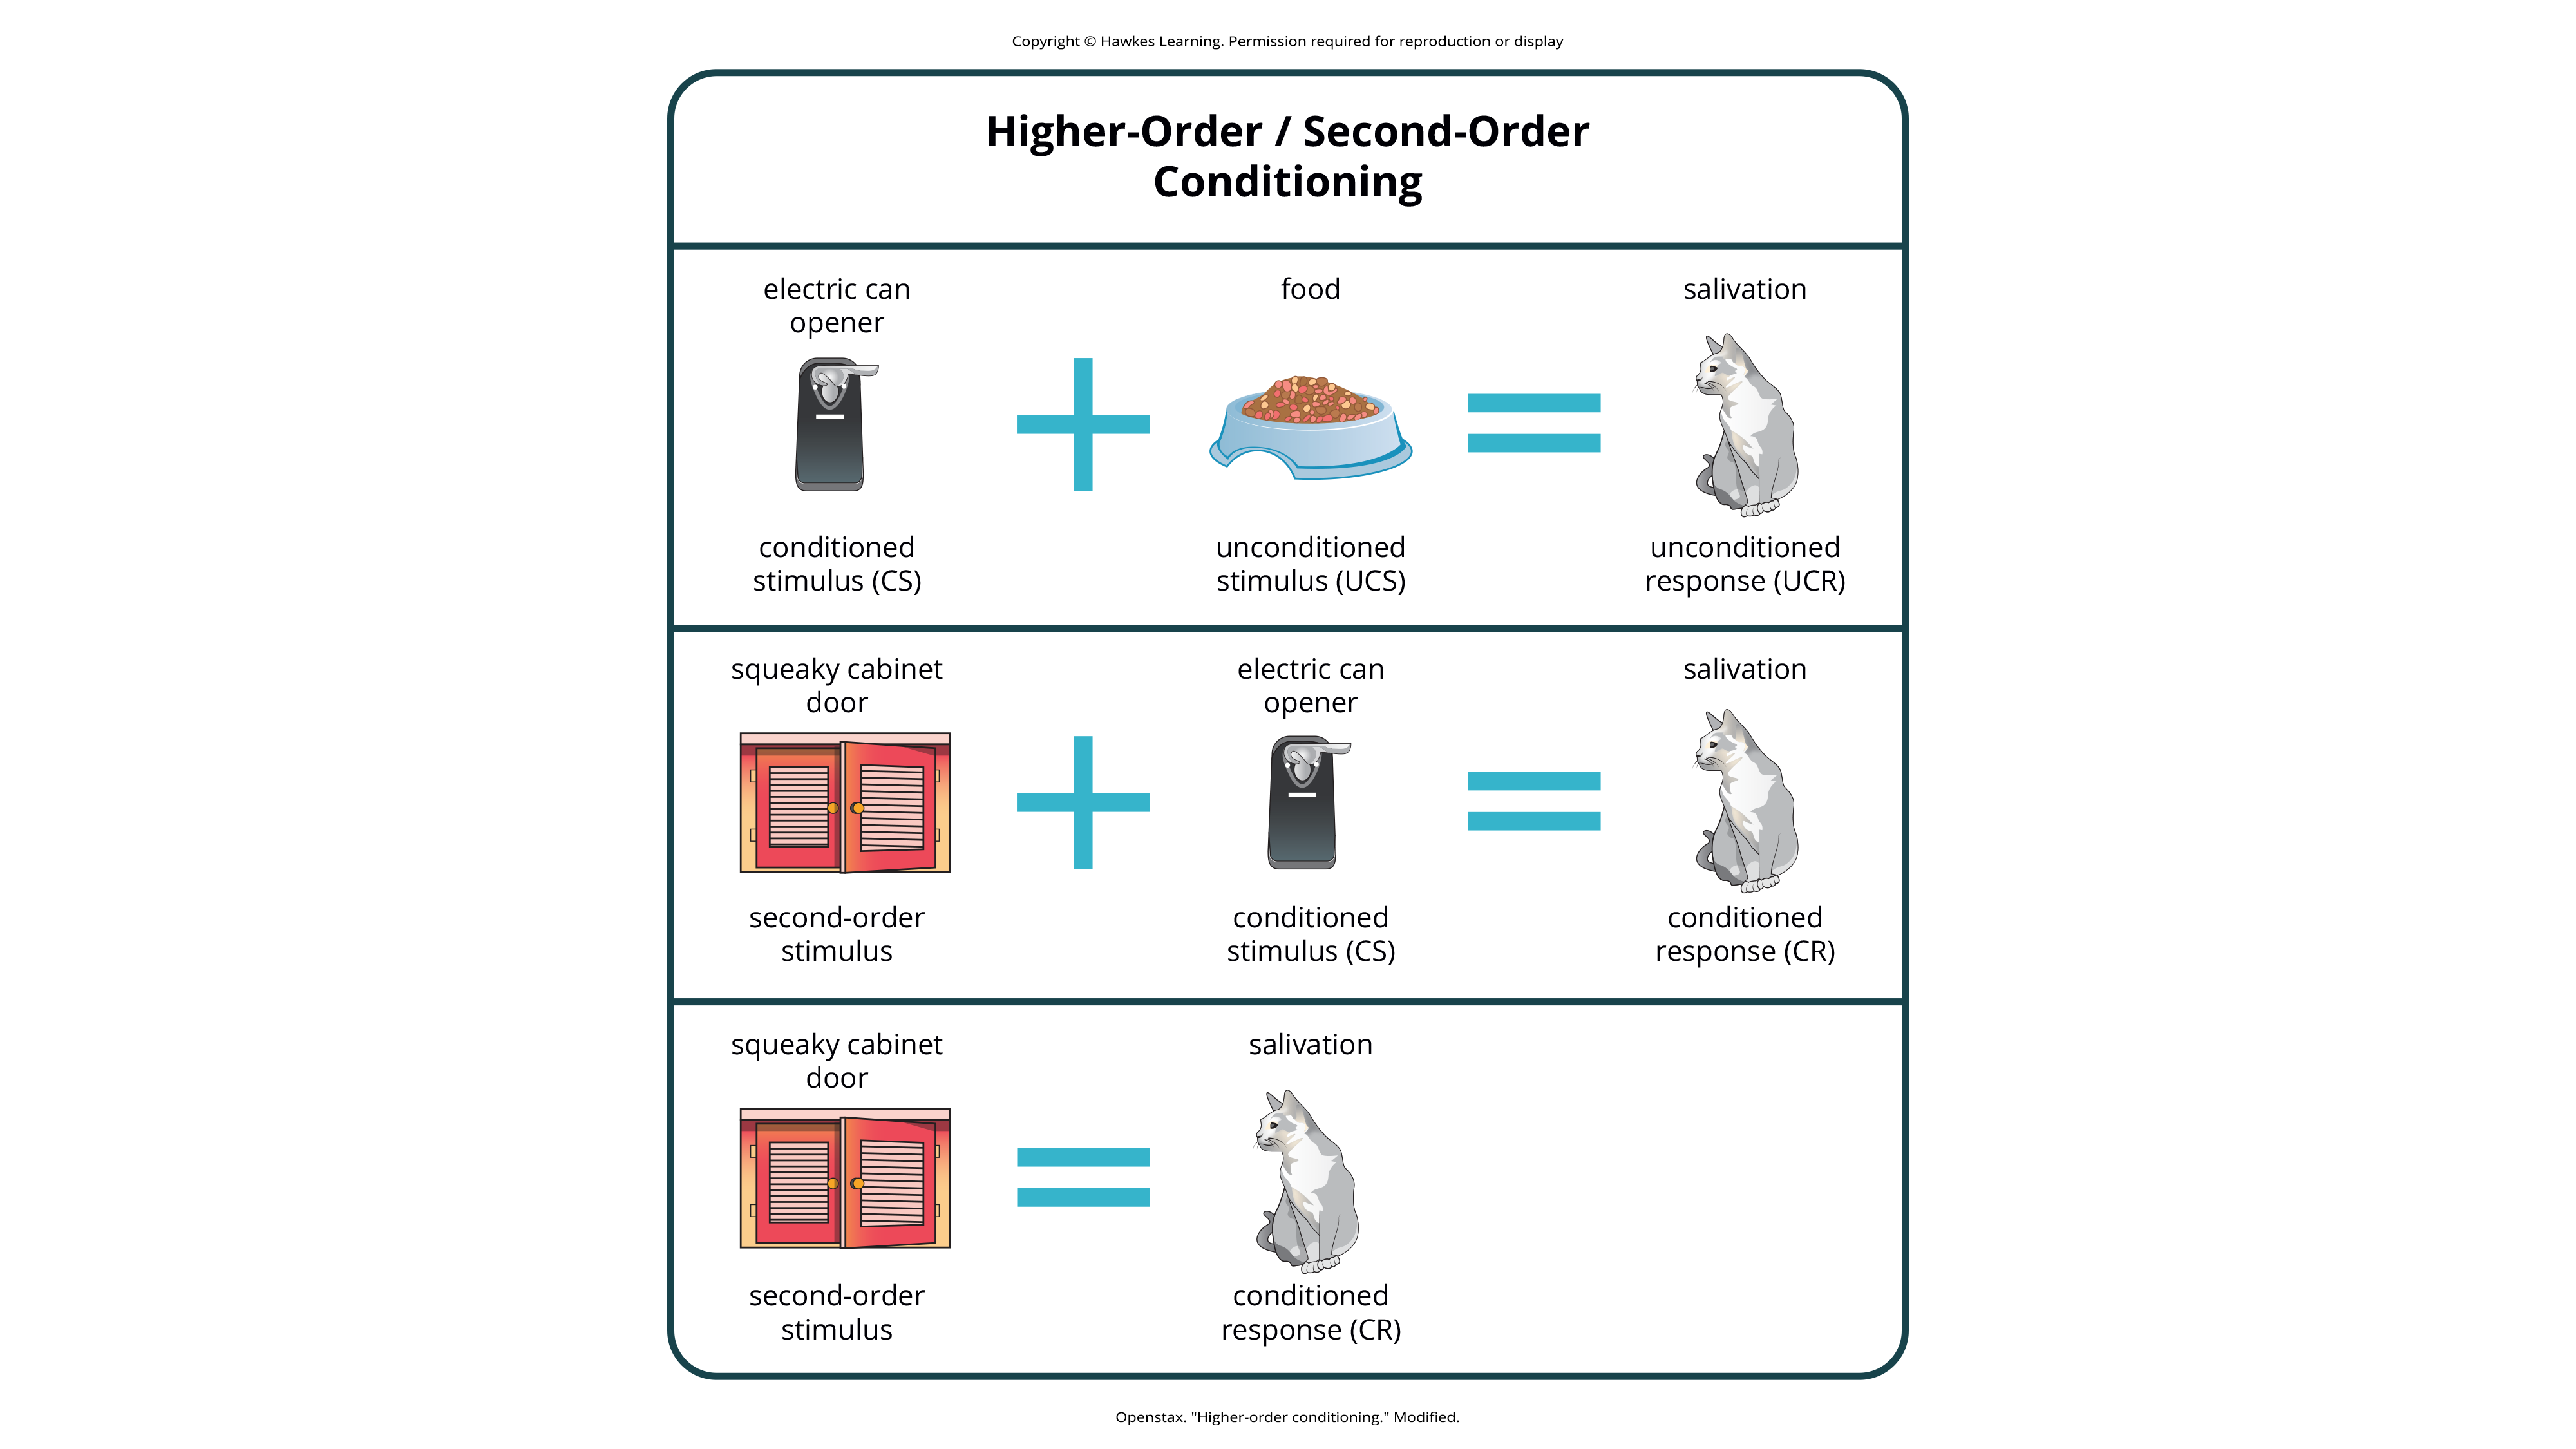 Copyright © Hawkes Learning. Permission required for reproduction or display
Higher-Order / Second-Order
Conditioning
electric can
opener
food
salivation
conditioned
stimulus (CS)
unconditioned
stimulus (UCS)
unconditioned
response (UCR)
squeaky cabinet
door
electric can
opener
salivation
second-order
stimulus
conditioned
stimulus (CS)
conditioned
response (CR)
squeaky cabinet
door
salivation
second-order
stimulus
conditioned
response (CR)
Openstax. "Higher-order conditioning." Modified.